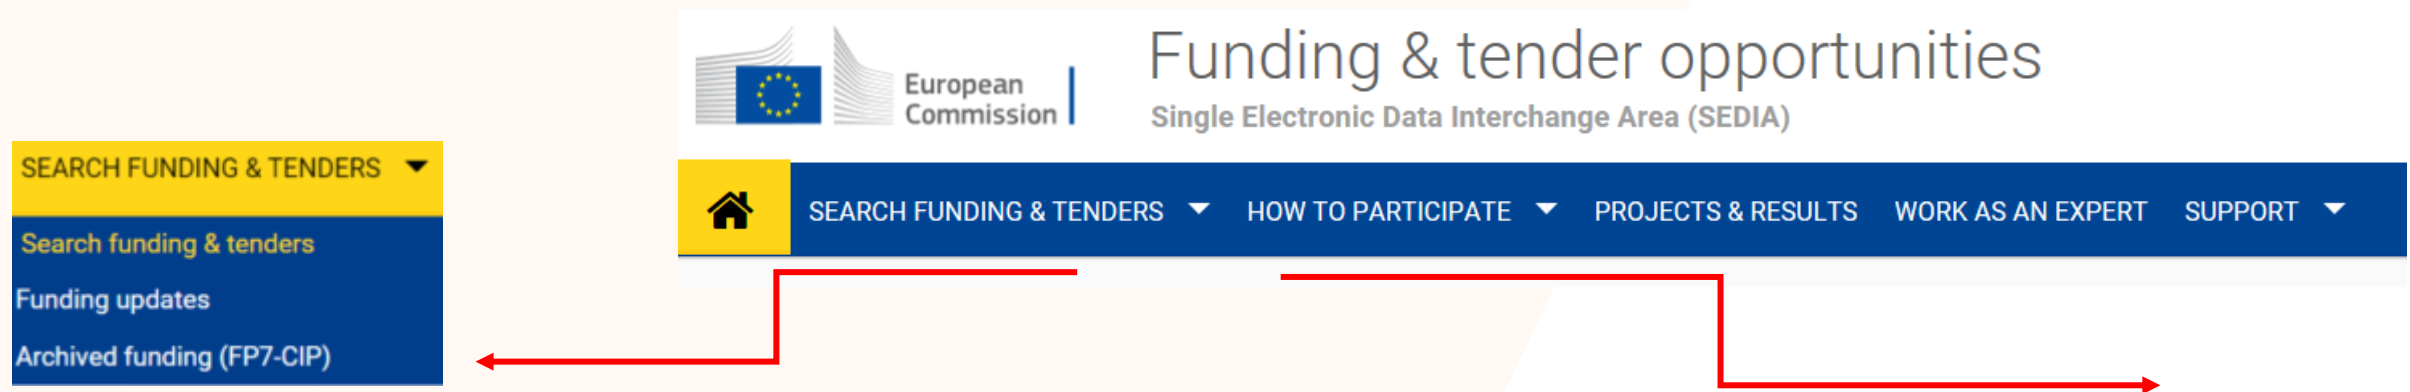 European
Commission
Funding & tender opportunities
Single Electronic Data Interchange Area (SEDIA)
SEARCH FUNDING & TENDERS
HOW TO PARTICIPATE
PROJECTS & RESULTS
WORK AS AN EXPERT
SUPPORT
SEARCH FUNDING & TENDERS
Search funding & tenders
Funding updates
Archived funding (FP7-CIP)